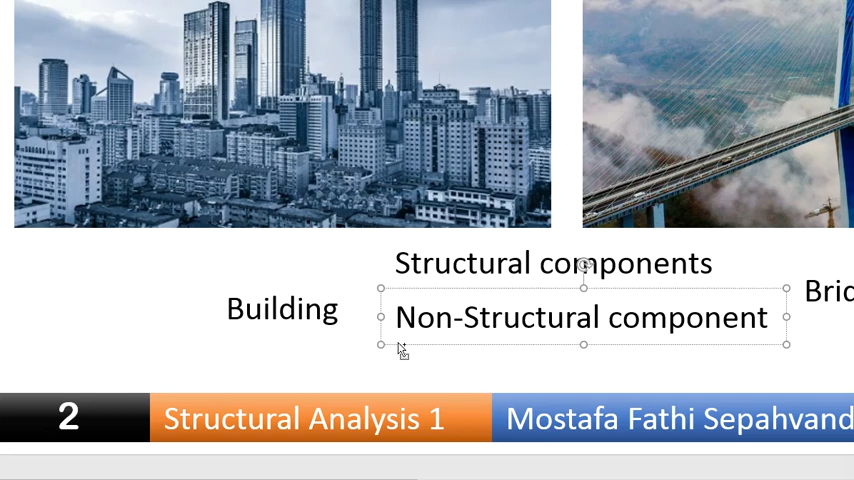 Structural components
Building
Non-Structural component
2
Structural Analysis 1
Mostafa Fathi Sepahvand